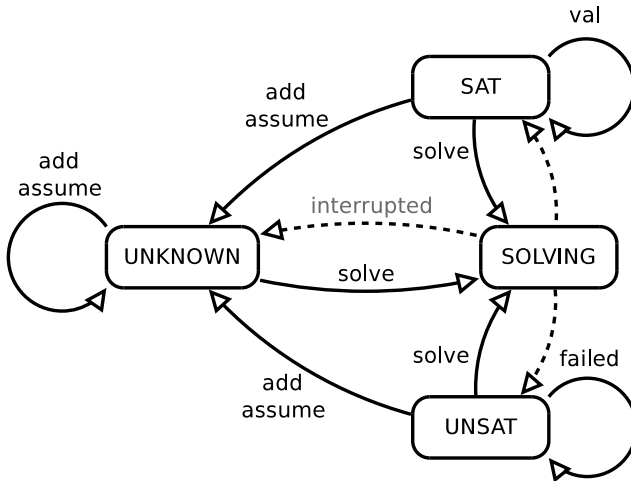 val
SAT
add
assume
solve
add
assume
interrupted
UNKNOWN
SOLVING
solve
solve
failed
add
assume
UNSAT